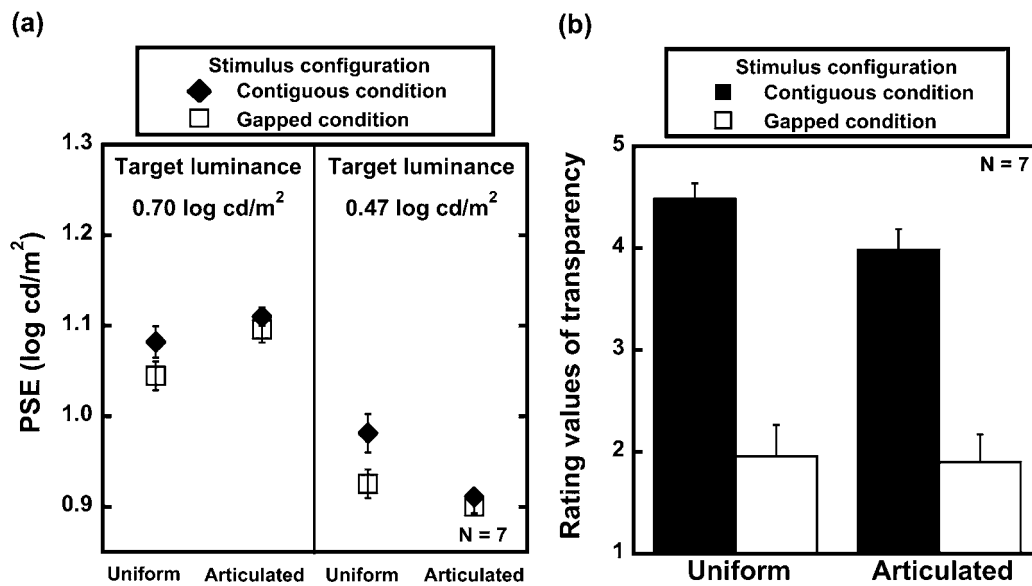 (a)
Stimulus configuration
Contiguous condition
Gapped condition
1.3
1.2
1.1
1.0
0.9
PSE (log cd/m²)
Target luminance
0.70 log cd/m²
Target luminance
0.47 log cd/m²
N = 7
Uniform Articulated Uniform Articulated
(b)
Stimulus configuration
Contiguous condition
Gapped condition
5
4
3
2
1
Rating values of transparency
N = 7
Uniform Articulated